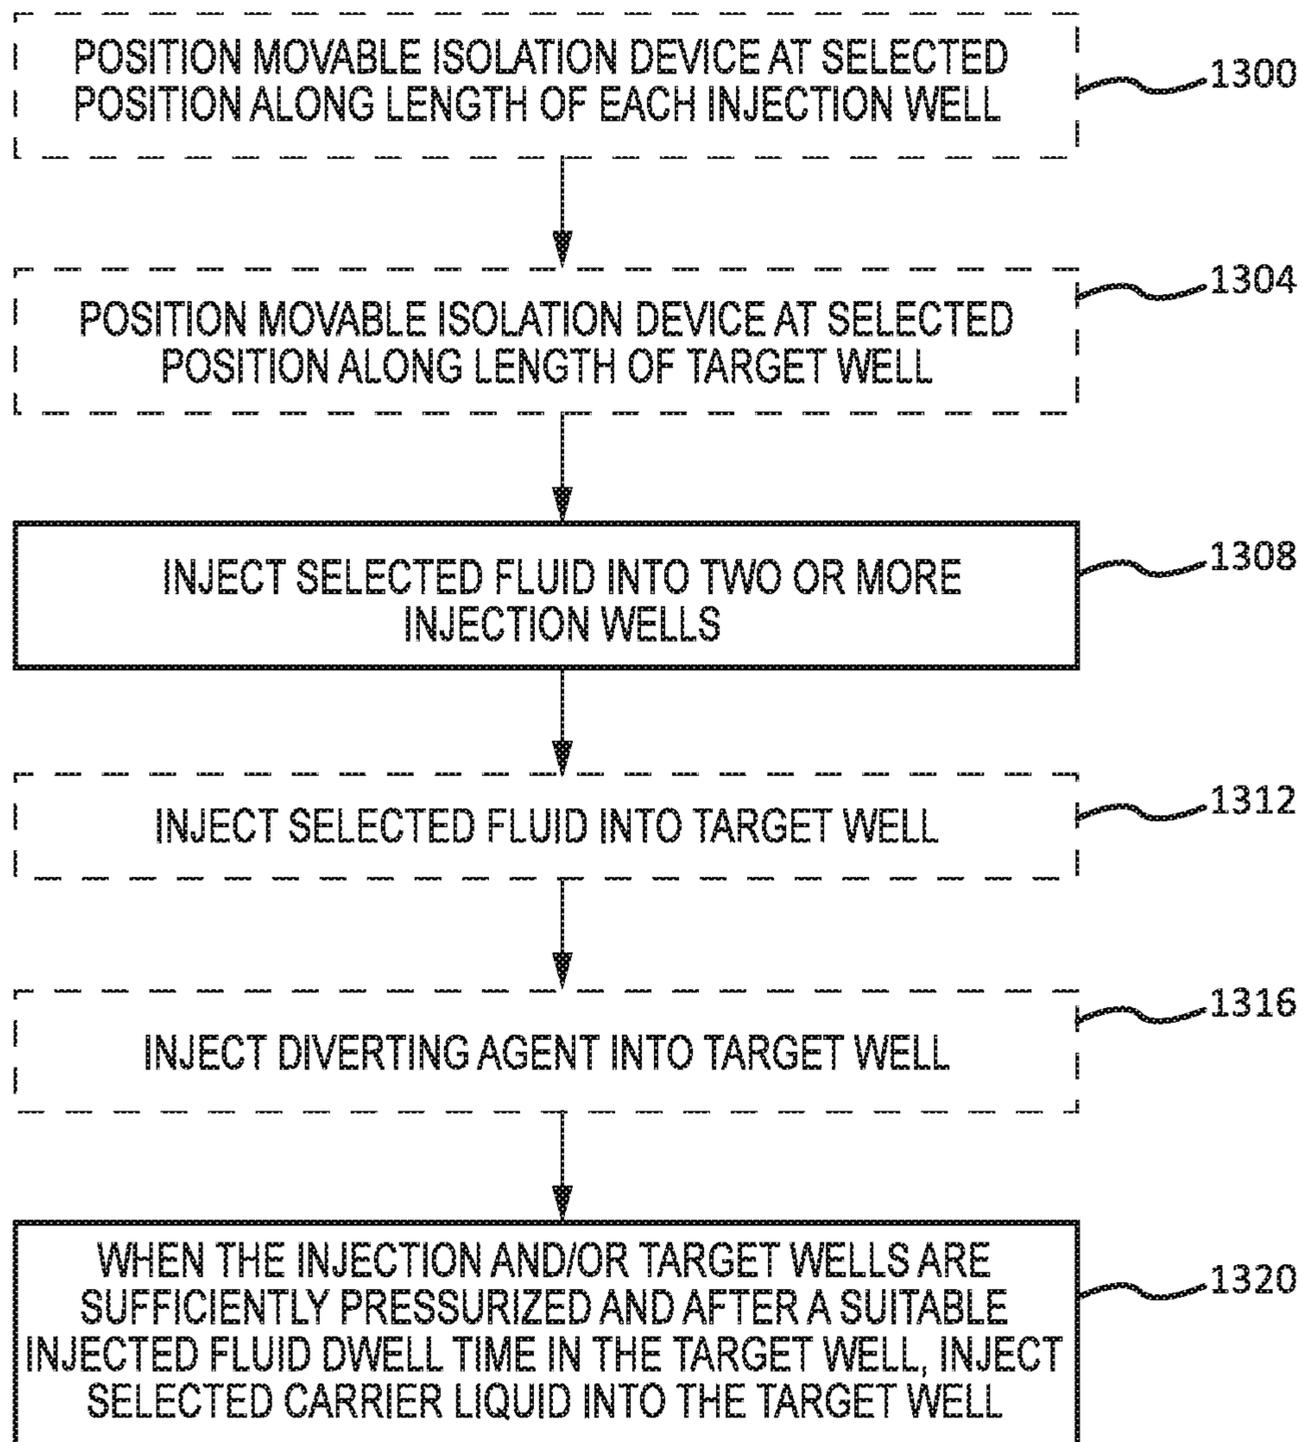 POSITION MOVABLE ISOLATION DEVICE AT SELECTED
POSITION ALONG LENGTH OF EACH INJECTION WELL
1300
POSITION MOVABLE ISOLATION DEVICE AT SELECTED
POSITION ALONG LENGTH OF TARGET WELL
1304
INJECT SELECTED FLUID INTO TWO OR MORE
INJECTION WELLS
1308
INJECT SELECTED FLUID INTO TARGET WELL
1312
INJECT DIVERTING AGENT INTO TARGET WELL
1316
WHEN THE INJECTION AND/OR TARGET WELLS ARE
SUFFICIENTLY PRESSURIZED AND AFTER A SUITABLE
INJECTED FLUID DWELL TIME IN THE TARGET WELL, INJECT
SELECTED CARRIER LIQUID INTO THE TARGET WELL
1320